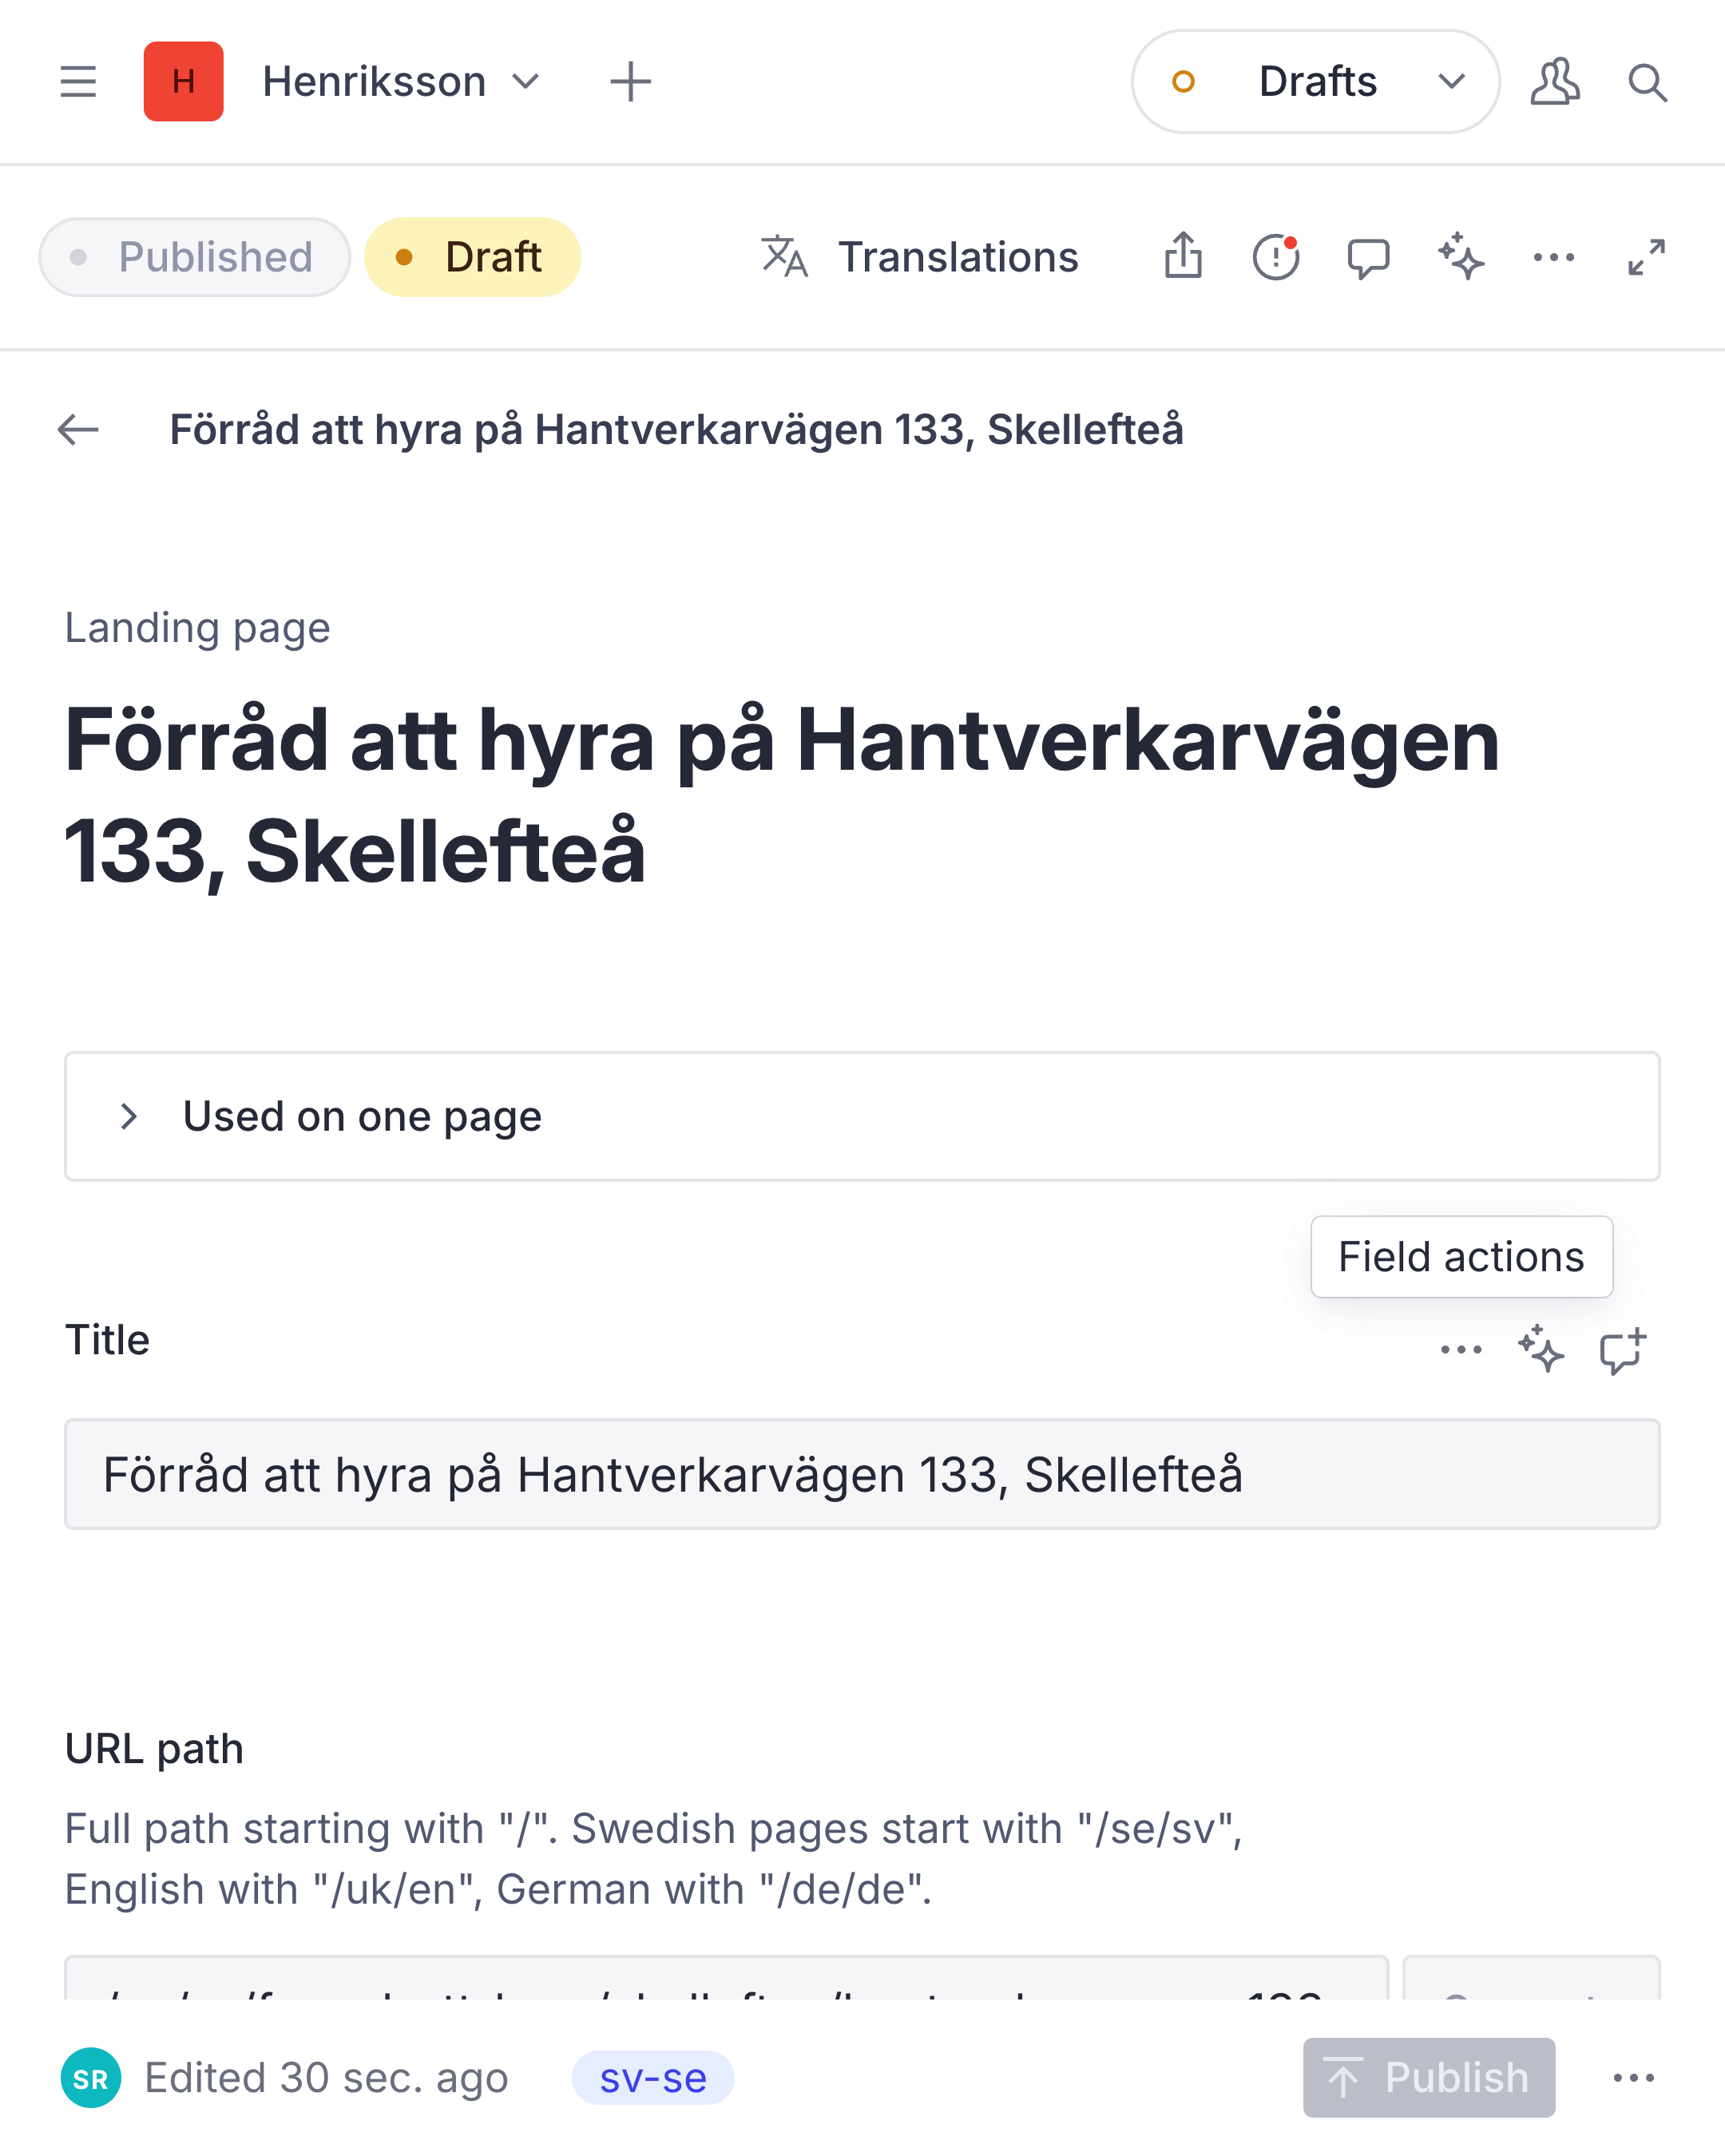 H Henriksson Drafts
Published Draft Translations
Förråd att hyra på Hantverkarvägen 133, Skellefteå
Landing page
Förråd att hyra på Hantverkarvägen
133, Skellefteå
Used on one page
Field actions
Title
Förråd att hyra på Hantverkarvägen 133, Skellefteå
URL path
Full path starting with "/". Swedish pages start with "/se/sv",
English with "/uk/en", German with "/de/de".
SR Edited 30 sec. ago sv-se Publish